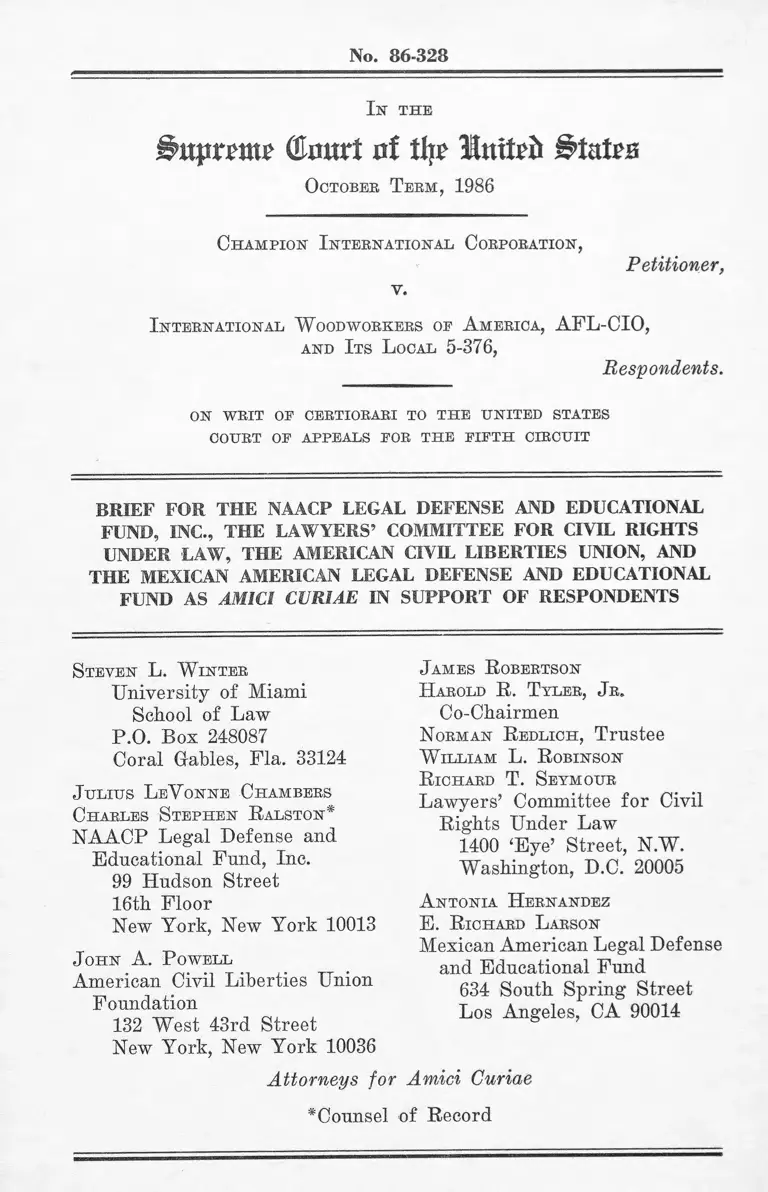 No. 86-328
IN THE
Supreme Court of the United States
OCTOBER TERM, 1986
CHAMPION INTERNATIONAL CORPORATION,
Petitioner,
v.
INTERNATIONAL WOODWORKERS OF AMERICA, AFL-CIO,
AND ITS LOCAL 5-376,
Respondents.
ON WRIT OF CERTIORARI TO THE UNITED STATES
COURT OF APPEALS FOR THE FIFTH CIRCUIT
BRIEF FOR THE NAACP LEGAL DEFENSE AND EDUCATIONAL
FUND, INC., THE LAWYERS' COMMITTEE FOR CIVIL RIGHTS
UNDER LAW, THE AMERICAN CIVIL LIBERTIES UNION, AND
THE MEXICAN AMERICAN LEGAL DEFENSE AND EDUCATIONAL
FUND AS AMICI CURIAE IN SUPPORT OF RESPONDENTS
STEVEN L. WINTER
University of Miami
School of Law
P.O. Box 248087
Coral Gables, Fla. 33124
JULIUS LEVONNE CHAMBERS
CHARLES STEPHEN RALSTON*
NAACP Legal Defense and
Educational Fund, Inc.
99 Hudson Street
16th Floor
New York, New York 10013
JOHN A. POWELL
American Civil Liberties Union
Foundation
132 West 43rd Street
New York, New York 10036
JAMES ROBERTSON
HAROLD R. TYLER, JR.
Co-Chairmen
NORMAN REDLICH, Trustee
WILLIAM L. ROBINSON
RICHARD T. SEYMOUR
Lawyers' Committee for Civil
Rights Under Law
1400 'Eye' Street, N.W.
Washington, D.C. 20005
ANTONIA HERNANDEZ
E. RICHARD LARSON
Mexican American Legal Defense
and Educational Fund
634 South Spring Street
Los Angeles, CA 90014
Attorneys for Amici Curiae
*Counsel of Record